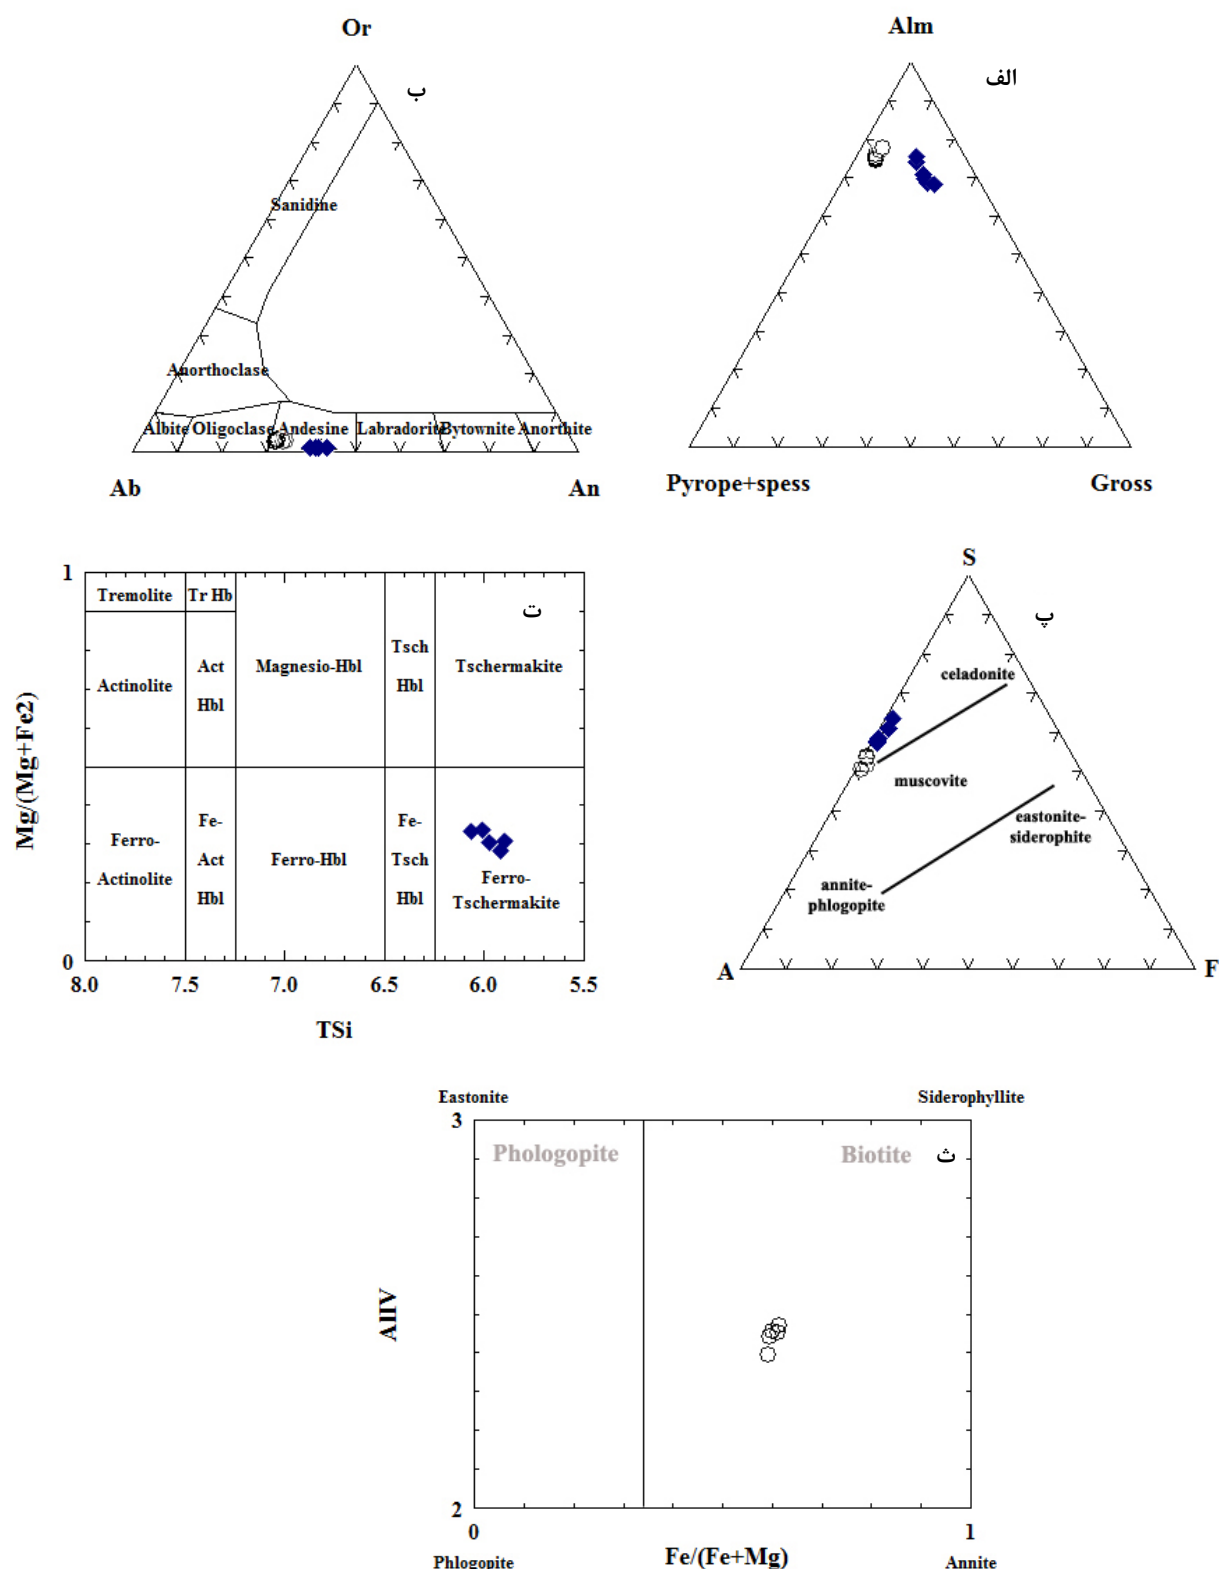 Or
ب
Sanidine
Anorthoclase
Albite Oligoclase Andesine Labradorite Bytownite Anorthite
Ab An
Alm
الف
Pyrope+spess Gross
1
Tremolite Tr Hb
ت
Actinolite
Act
Hbl
Magnesio-Hbl
Tsch
Hbl
Tschermakite
Mg/(Mg+Fe2)
Ferro-
Actinolite
Fe-
Act
Hbl
Ferro-Hbl
Fe-
Tsch
Hbl
Ferro-
Tschermakite
0
8.0 7.5 7.0 6.5 6.0 5.5
TSi
S
پ
celadonite
muscovite
eastonite-
siderophite
annite-
phlogopite
A F
Eastonite Siderophyllite
3
Phologopite Biotite ث
AlIV
2
0 1
Phlogopite Fe/(Fe+Mg) Annite